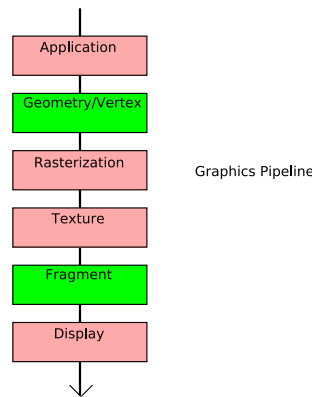 Application
Geometry/Vertex
Rasterization
Graphics Pipeline
Texture
Fragment
Display